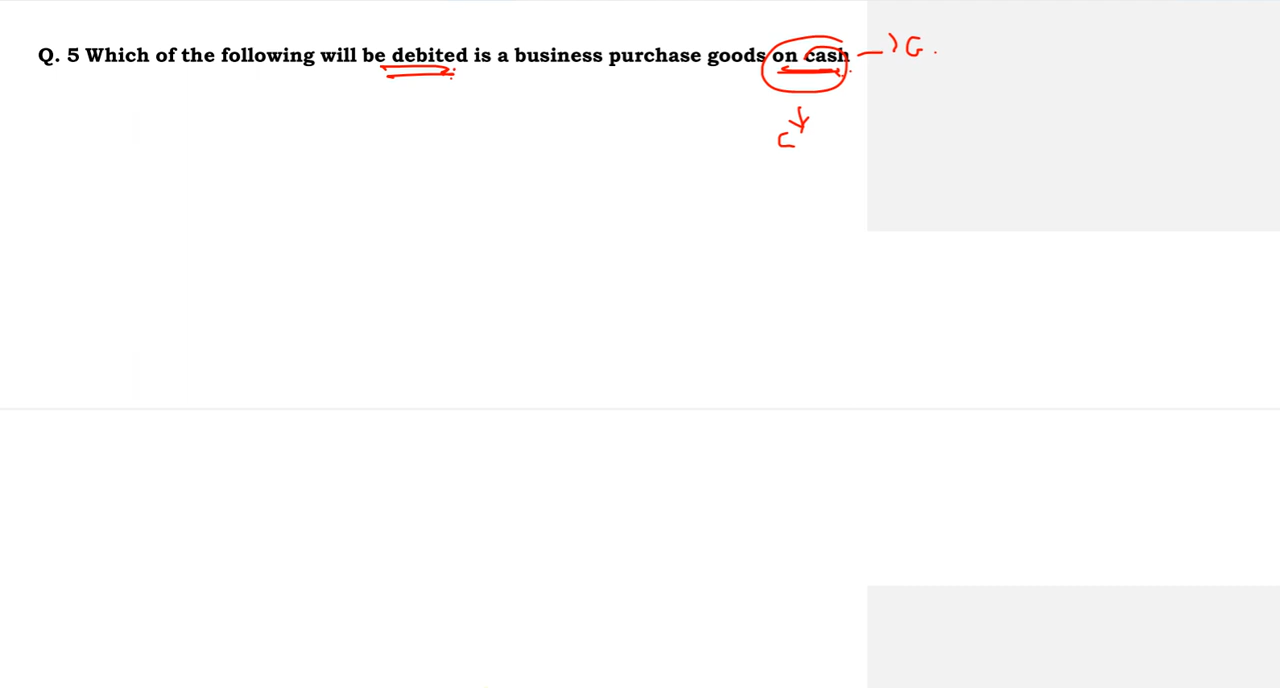 Q. 5 Which of the following will be debited is a business purchase goods on cash G.
C